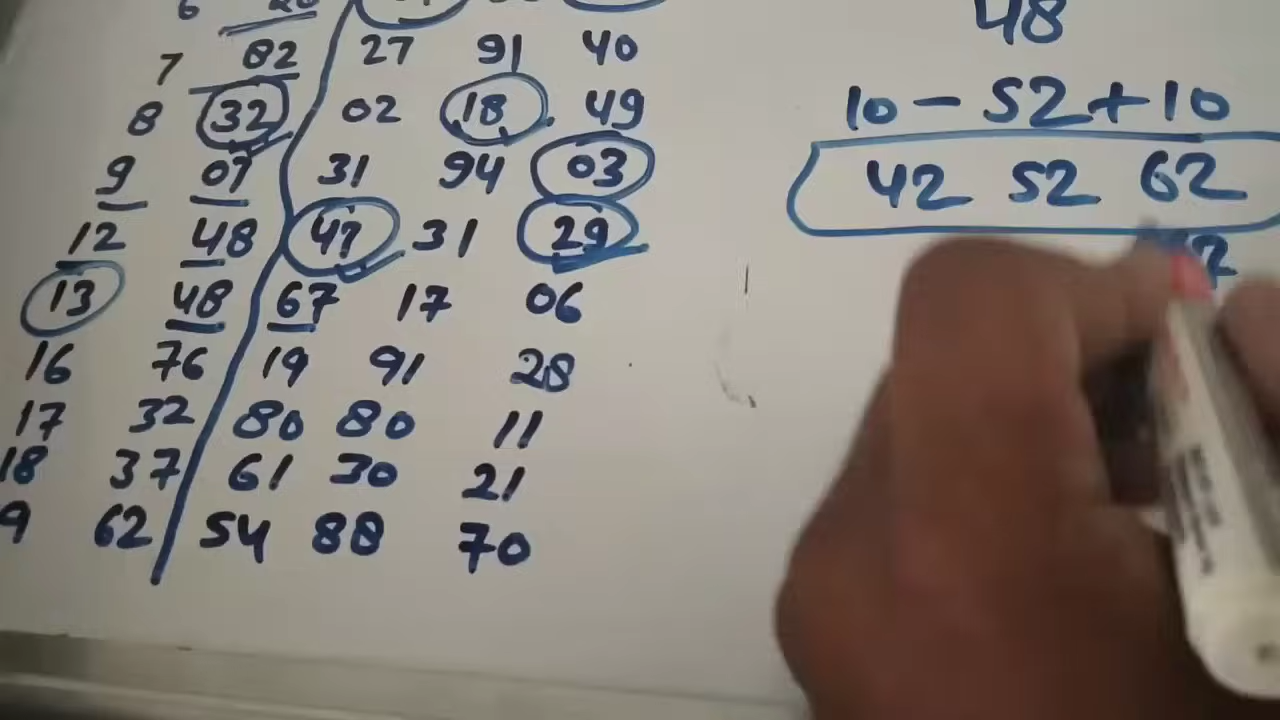 6
48
7 82 27 91 40
10 - 52 + 10
8 32 02 18 49
42 52 62
9 07 31 94 03
12 48 47 31 29
13 48 67 17 06
16 76 19 91 28
17 32 80 80 11
18 37 61 30 21
9 62 54 88 70